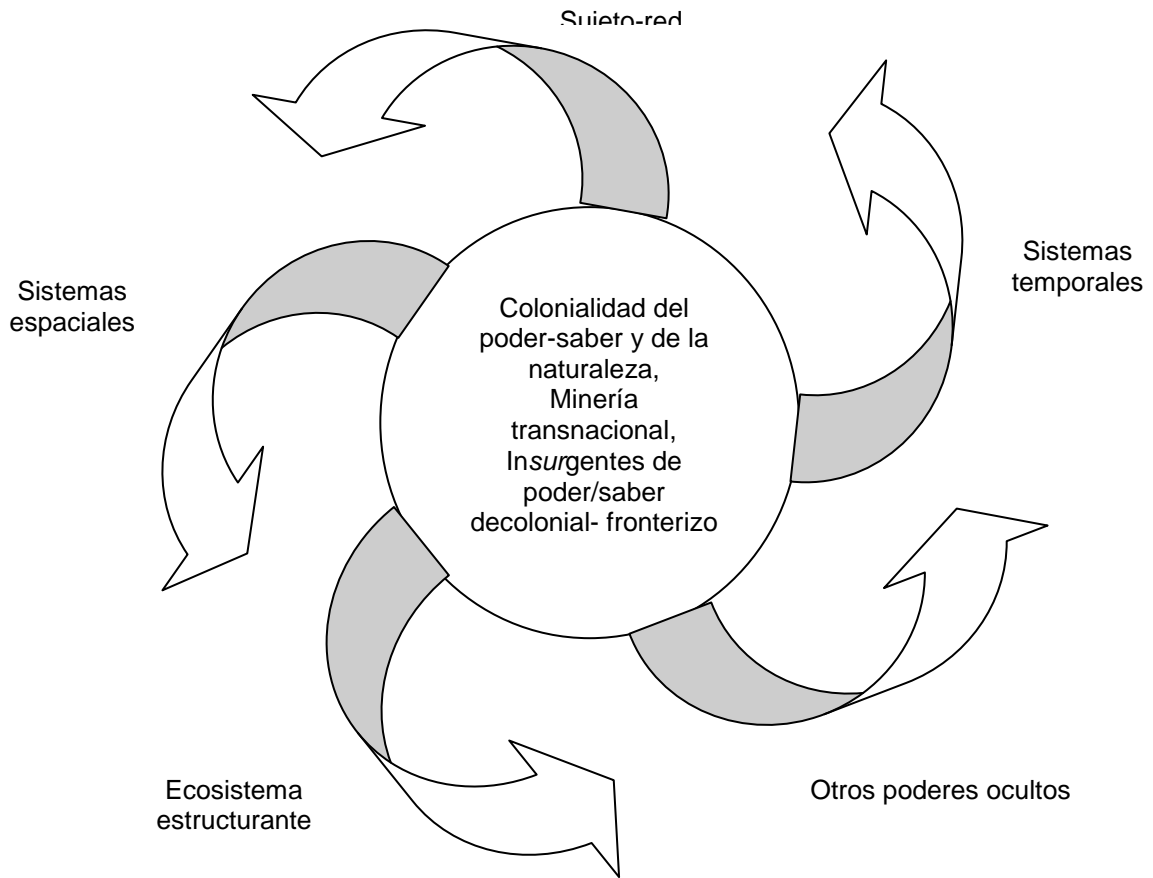 Sujeto-red
Sistemas
temporales
Sistemas
espaciales
Colonialidad del
poder-saber y de la
naturaleza,
Minería
transnacional,
Insurgentes de
poder/saber
decolonial- fronterizo
Ecosistema
estructurante
Otros poderes ocultos